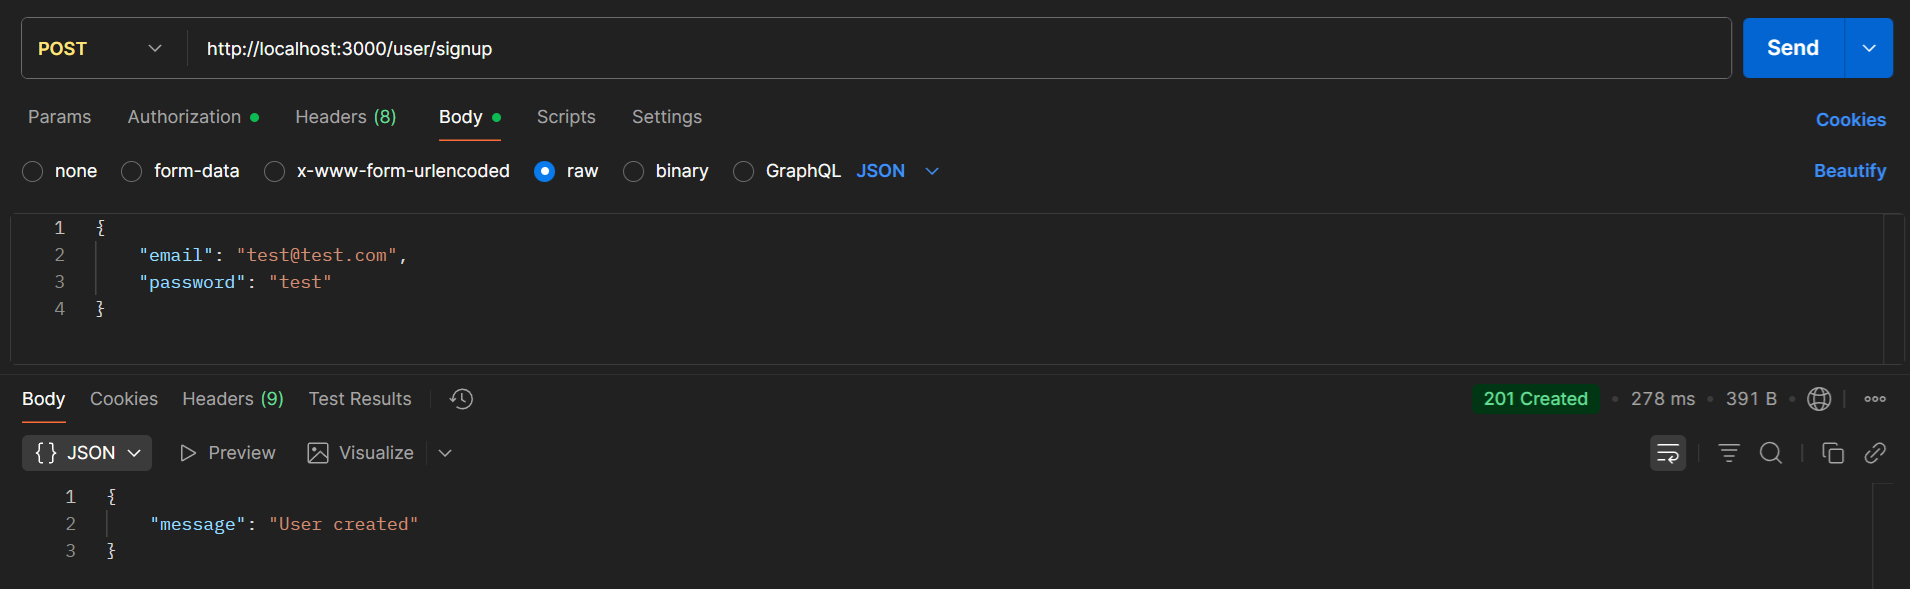 POST http://localhost:3000/user/signup Send
Params Authorization Headers (8) Body Scripts Settings Cookies
none form-data x-www-form-urlencoded raw binary GraphQL JSON Beautify
1 {
2 "email": "test@test.com",
3 "password": "test"
4 }
Body Cookies Headers (9) Test Results 201 Created • 278 ms • 391 B •
{} JSON Preview Visualize
1 {
2 "message": "User created"
3 }